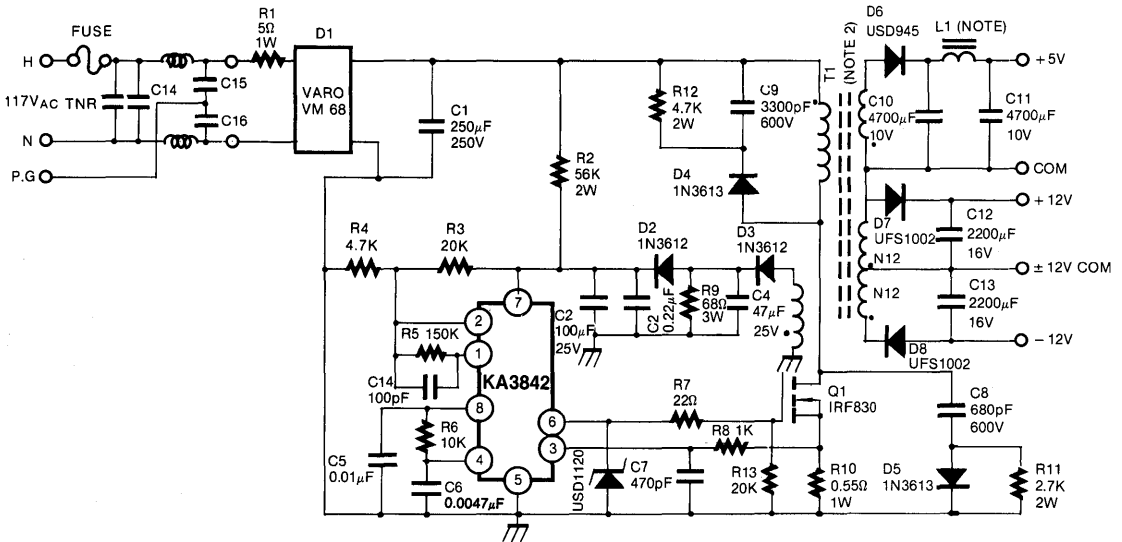 FUSE
H
117VAC TNR
C14
N
P.G
C15
C16
R1
5Ω
1W
D1
VARO
VM 68
C1
250μF
250V
R2
56K
2W
R12
4.7K
2W
C9
3300pF
600V
D4
1N3613
T1
(NOTE 2)
D6
USD945
L1 (NOTE)
+5V
C10
4700μF
10V
C11
4700μF
10V
COM
+12V
D7
UFS1002
C12
2200μF
16V
N12
±12V COM
N12
C13
2200μF
16V
D8
UFS1002
−12V
R4
4.7K
R3
20K
D2
1N3612
D3
1N3612
C2
100μF
25V
C2
0.22μF
R9
68Ω
3W
C4
47μF
25V
7
2
R5 150K
1
C14
100pF
KA3842
8
R6
10K
6
3
4
5
C5
0.01μF
C6
0.0047μF
R7
22Ω
Q1
IRF830
R8 1K
USD1120
C7
470pF
R13
20K
R10
0.55Ω
1W
C8
680pF
600V
D5
1N3613
R11
2.7K
2W